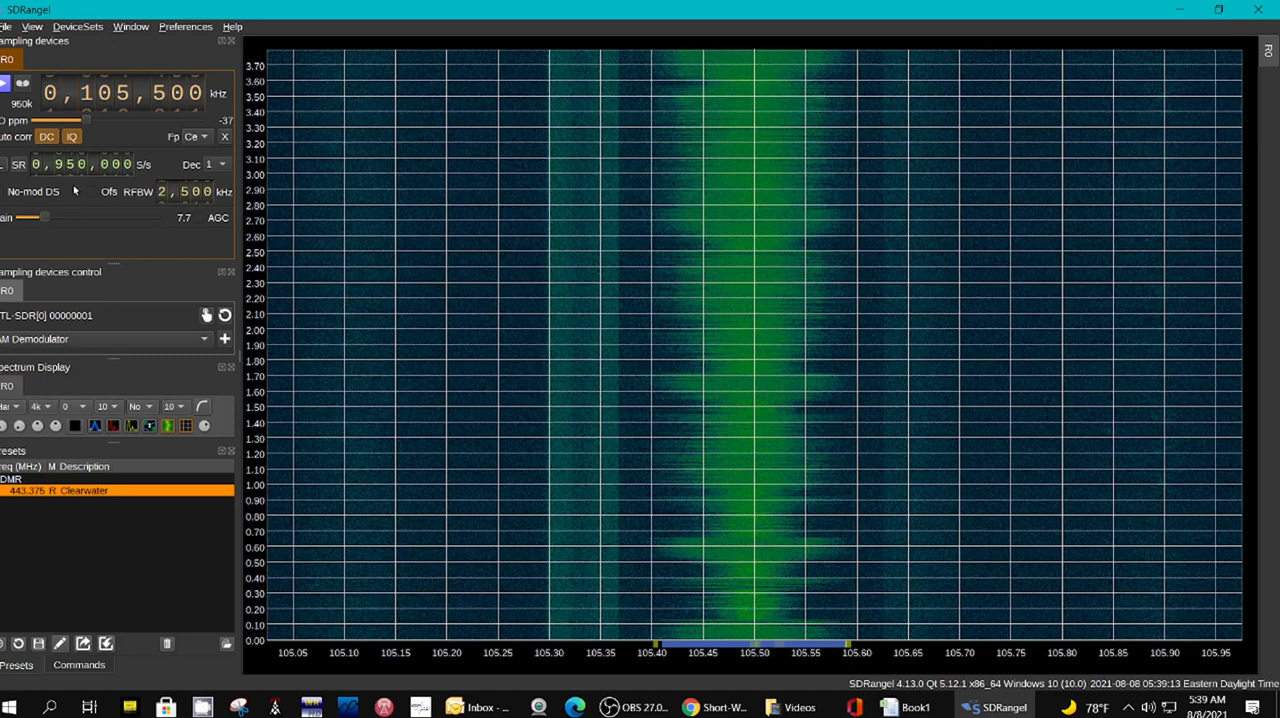 SDRangel
File View DeviceSets Window Preferences Help
ampling devices
R0
R0
0,105,500 kHz
950k
O ppm -37
uto corr DC IQ Fp Ce X
SR 0,950,000 S/s Dec 1
No-mod DS Ofs RFBW 2,500 kHz
ain 7.7 AGC
ampling devices control
R0
TL-SDR[0] 00000001
AM Demodulator
pectrum Display
R0
Har 4k 0 10 No 10
resets
req (MHz) M Description
DMR
443.375 R Clearwater
Presets Commands
3.70
3.60
3.50
3.40
3.30
3.20
3.10
3.00
2.90
2.80
2.70
2.60
2.50
2.40
2.30
2.20
2.10
2.00
1.90
1.80
1.70
1.60
1.50
1.40
1.30
1.20
1.10
1.00
0.90
0.80
0.70
0.60
0.50
0.40
0.30
0.20
0.10
0.00
105.05 105.10 105.15 105.20 105.25 105.30 105.35 105.40 105.45 105.50 105.55 105.60 105.65 105.70 105.75 105.80 105.85 105.90 105.95
SDRangel 4.13.0 Qt 5.12.1 x86_64 Windows 10 (10.0) 2021-08-08 05:39:13 Eastern Daylight Time
Inbox - ... OBS 27.0... Short-W... Videos Book1 SDRangel 78°F 5:39 AM
8/8/2021